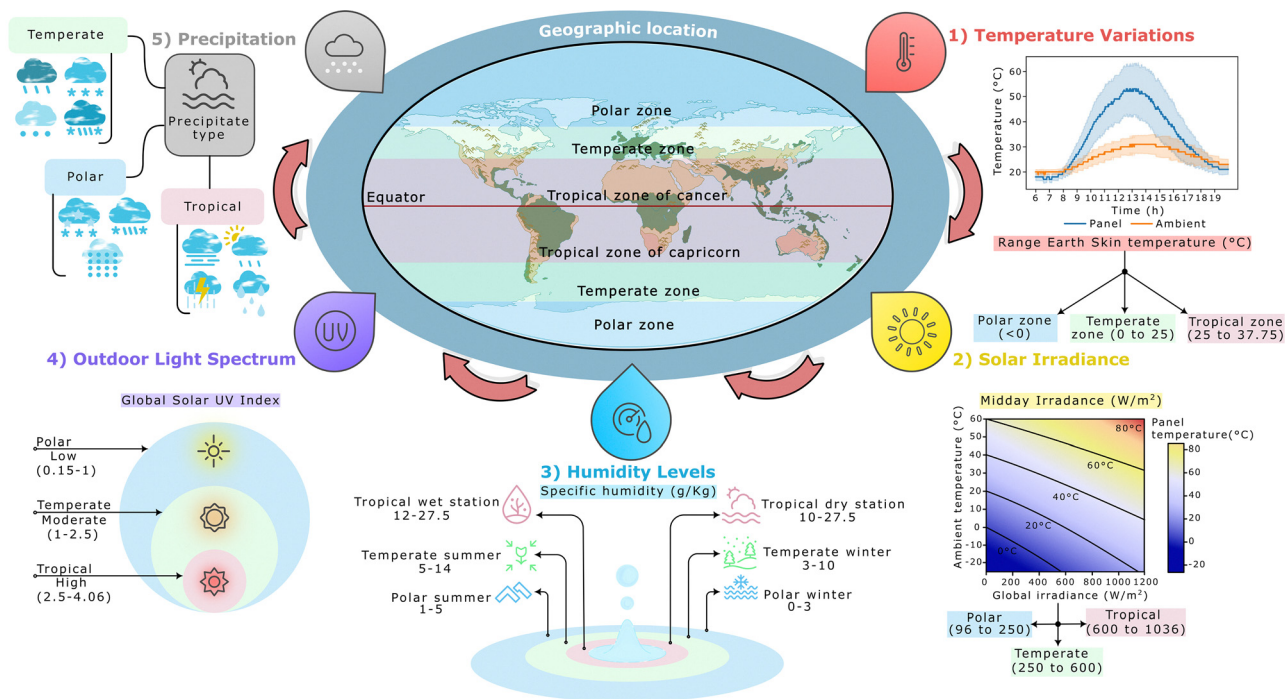 Geographic location
Polar zone
Temperate zone
Equator
Tropical zone of cancer
Tropical zone of capricorn
Temperate zone
Polar zone
1) Temperature Variations
Temperature (°C)
60
50
40
30
20
6 7 8 9 10 11 12 13 14 15 16 17 18 19
Time (h)
Panel
Ambient
Range Earth Skin temperature (°C)
Polar zone
(<0)
Temperate
zone (0 to 25)
Tropical zone
(25 to 37.75)
2) Solar Irradiance
Midday Irradance (W/m²)
Ambient temperature (°C)
60
40
20
0
-2
0 200 400 600 800 1000 1200
Global irradiance (W/m²)
80°C
60°C
40°C
20°C
0°C
Panel
temperature(°C)
80
60
40
20
0
-20
Polar
(96 to 250)
Tropical
(600 to 1036)
Temperate
(250 to 600)
3) Humidity Levels
Specific humidity (g/Kg)
Tropical wet station
12-27.5
Temperate summer
5-14
Polar summer
1-5
Tropical dry station
10-27.5
Temperate winter
3-10
Polar winter
0-3
4) Outdoor Light Spectrum
UV
Global Solar UV Index
Polar
Low
(0.15-1)
Temperate
Moderate
(1-2.5)
Tropical
High
(2.5-4.06)
5) Precipitation
Precipitate
type
Temperate
Polar
Tropical